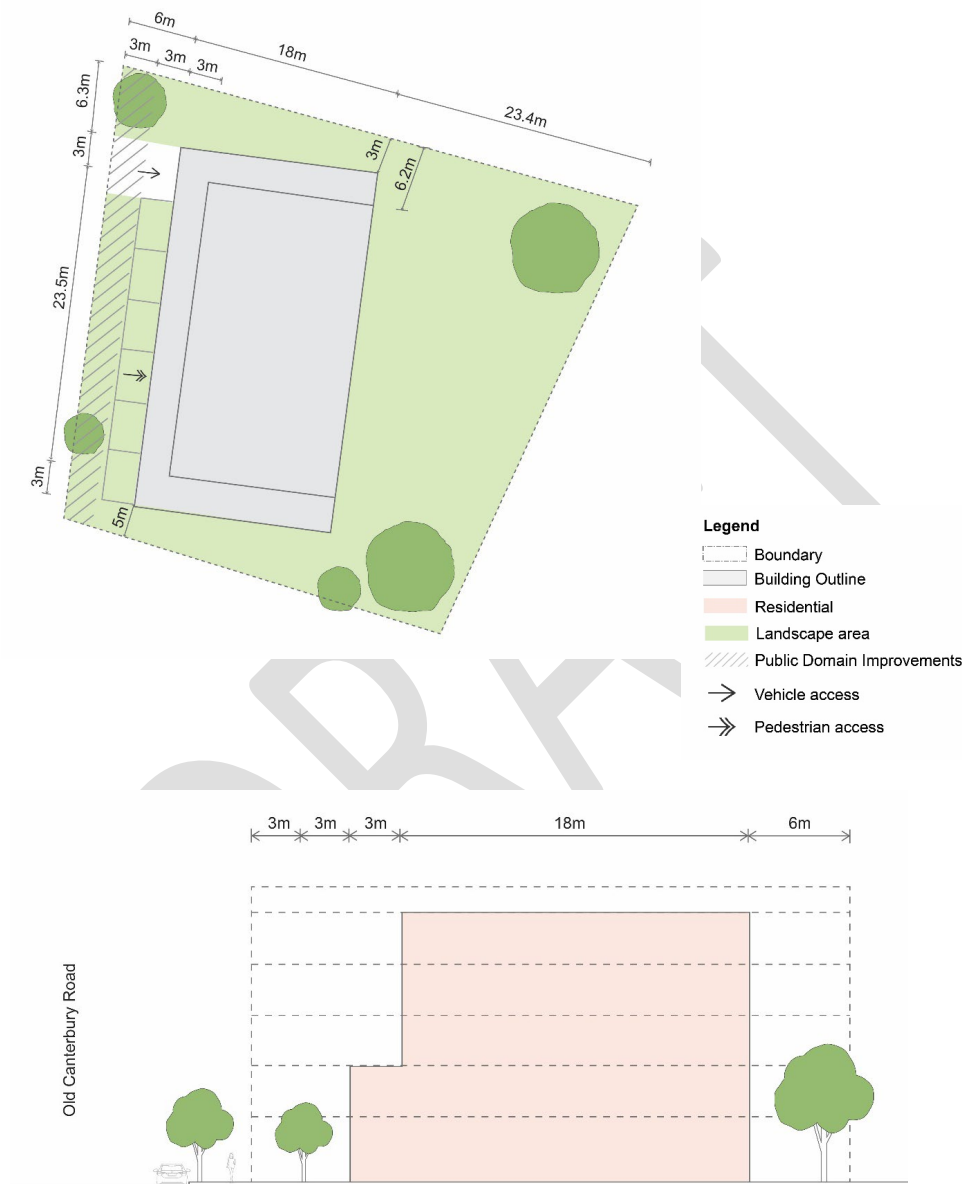 6m
18m
23.4m
3m
3m
3m
6.3m
3m
23.5m
3m
3m
6.2m
5m
Legend
Boundary
Building Outline
Residential
Landscape area
Public Domain Improvements
Vehicle access
Pedestrian access
3m
3m
3m
18m
6m
Old Canterbury Road